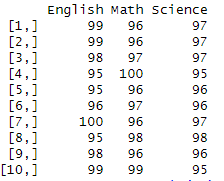 English Math Science
[1,] 99 96 97
[2,] 99 96 97
[3,] 98 97 97
[4,] 95 100 95
[5,] 95 96 96
[6,] 96 97 96
[7,] 100 96 97
[8,] 95 98 98
[9,] 98 96 96
[10,] 99 99 95